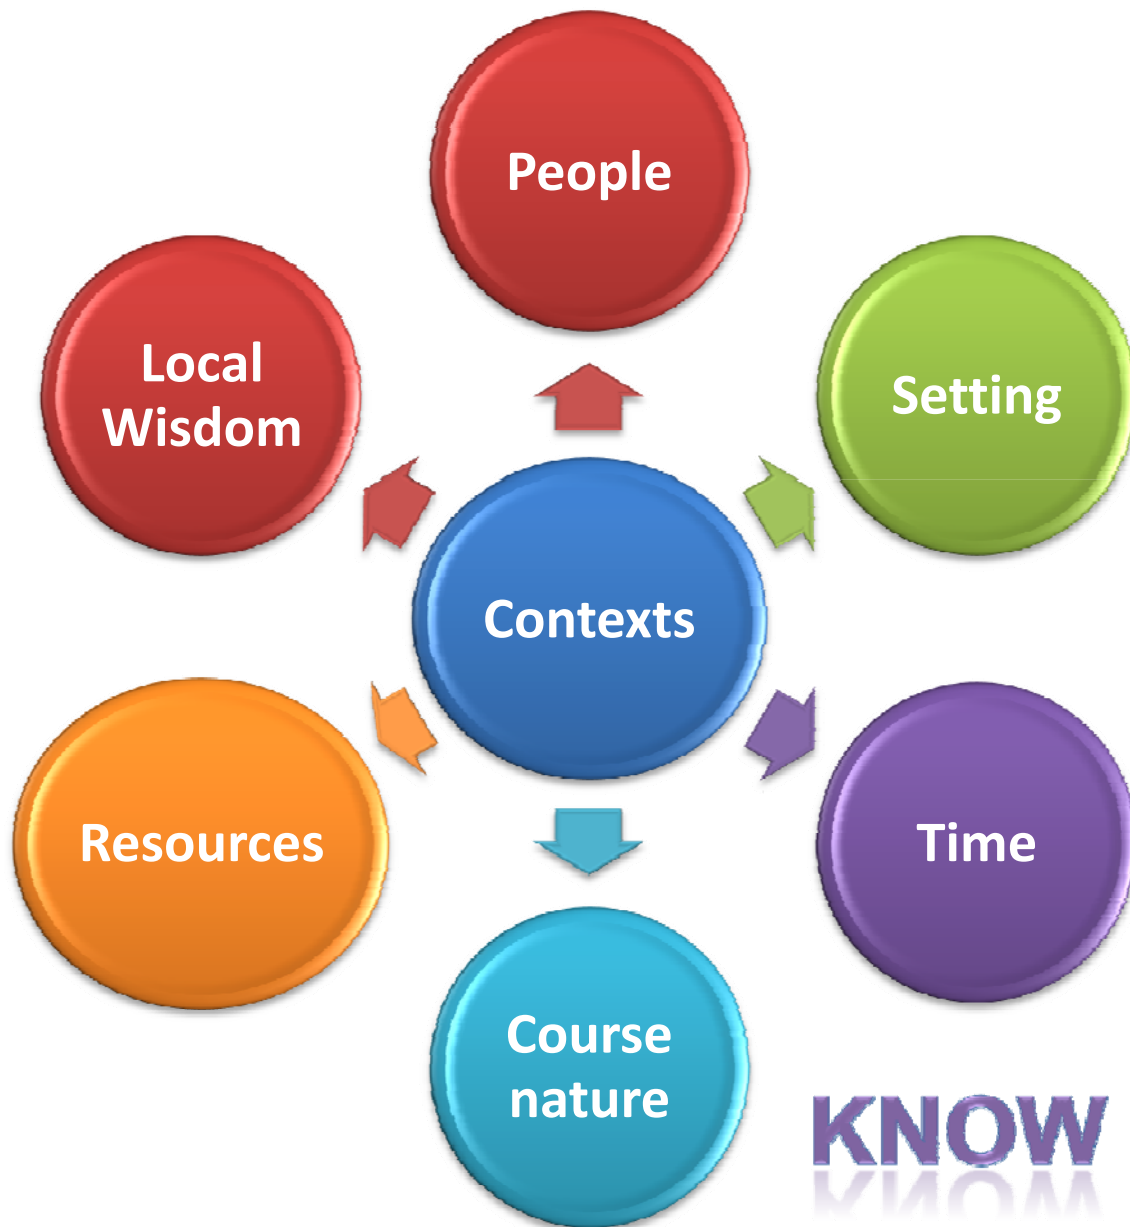 People
Local
Wisdom
Setting
Contexts
Resources
Time
Course
nature
KNOW